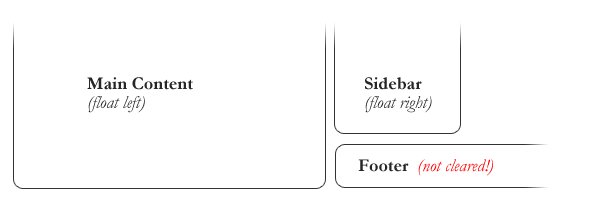 Main Content
(float left)
Sidebar
(float right)
Footer (not cleared!)